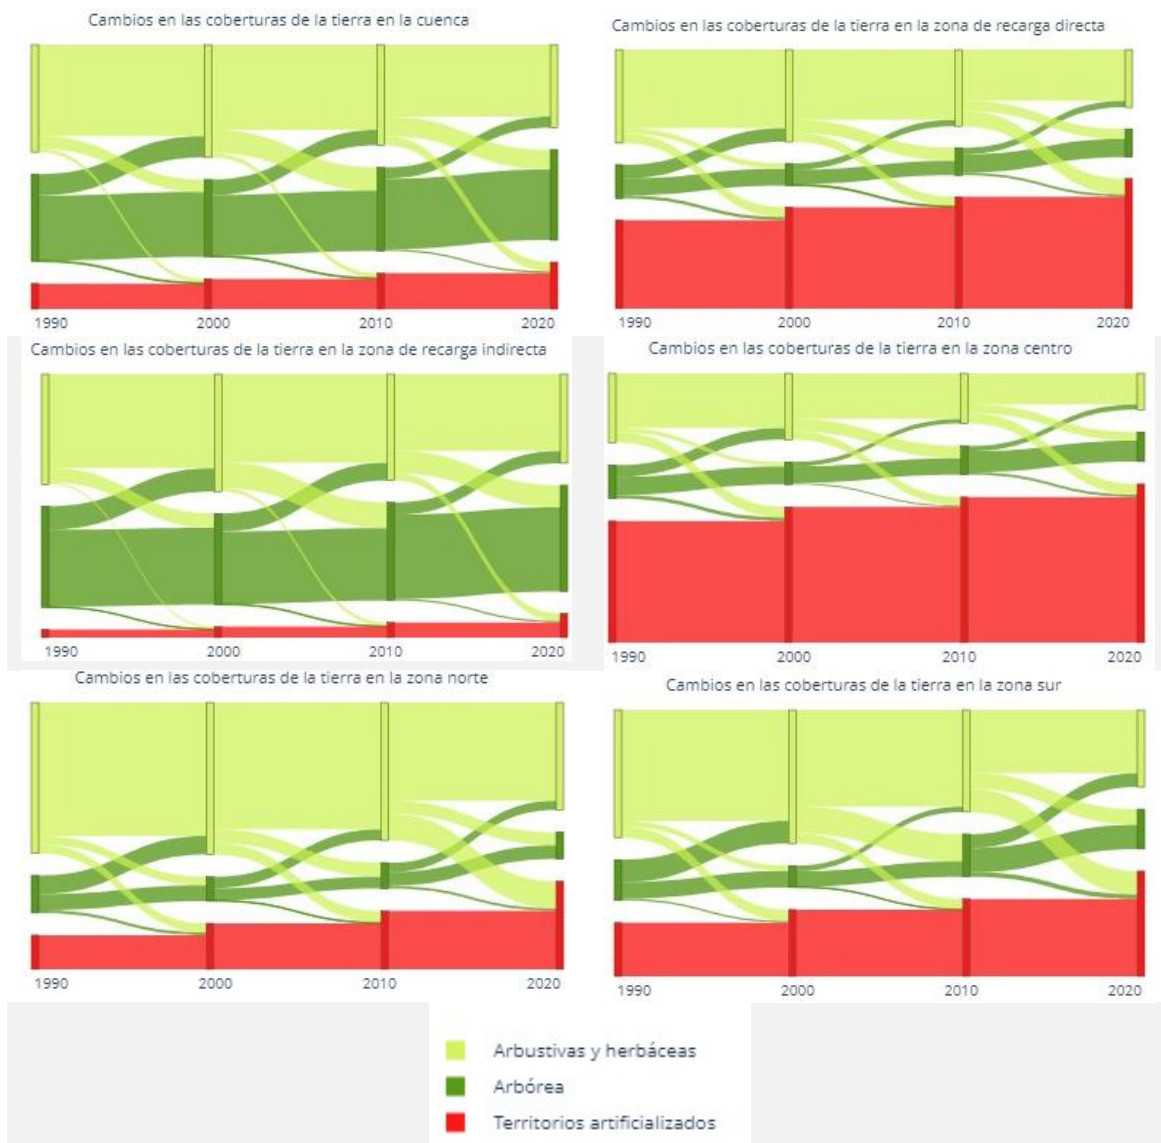 Cambios en las coberturas de la tierra en la cuenca
1990 2000 2010 2020
Cambios en las coberturas de la tierra en la zona de recarga directa
1990 2000 2010 2020
Cambios en las coberturas de la tierra en la zona de recarga indirecta
1990 2000 2010 2020
Cambios en las coberturas de la tierra en la zona centro
1990 2000 2010 2020
Cambios en las coberturas de la tierra en la zona norte
1990 2000 2010 2020
Cambios en las coberturas de la tierra en la zona sur
1990 2000 2010 2020
Arbustivas y herbáceas
Arbórea
Territorios artificializados